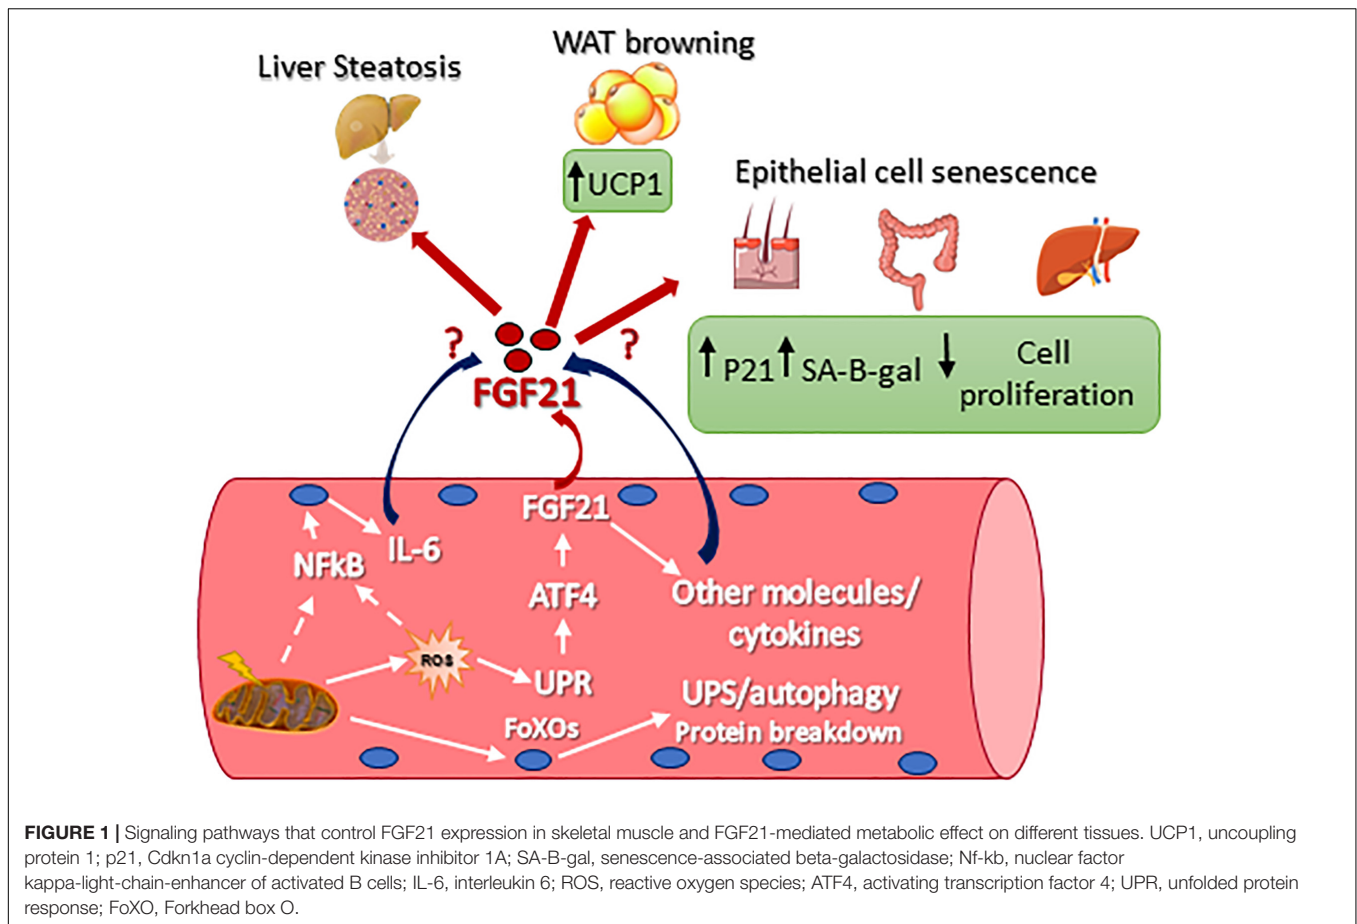 WAT browning
Liver Steatosis
UCP1
Epithelial cell senescence
? ?
P21 SA-B-gal Cell
proliferation
FGF21
FGF21
IL-6
NFkB
ATF4
Other molecules/
cytokines
ROS
UPR
UPS/autophagy
FoXOs
Protein breakdown
FIGURE 1 | Signaling pathways that control FGF21 expression in skeletal muscle and FGF21-mediated metabolic effect on different tissues. UCP1, uncoupling
protein 1; p21, Cdkn1a cyclin-dependent kinase inhibitor 1A; SA-B-gal, senescence-associated beta-galactosidase; Nf-kb, nuclear factor
kappa-light-chain-enhancer of activated B cells; IL-6, interleukin 6; ROS, reactive oxygen species; ATF4, activating transcription factor 4; UPR, unfolded protein
response; FoXO, Forkhead box O.